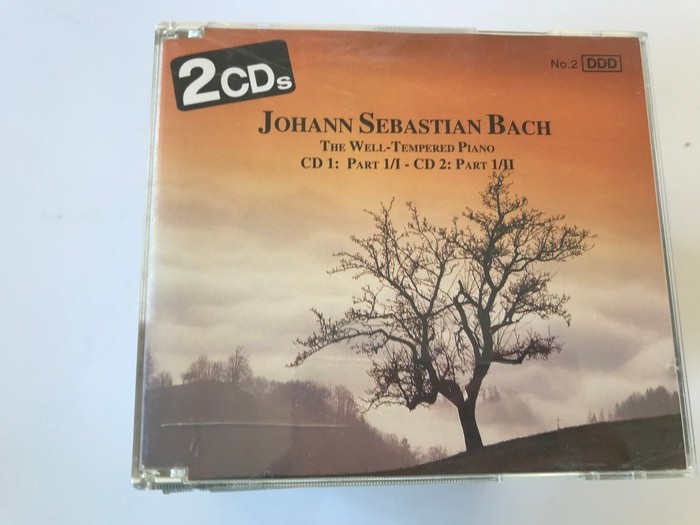 2CDs
No.2 DDD
JOHANN SEBASTIAN BACH
THE WELL-TEMPERED PIANO
CD 1: PART 1/I - CD 2: PART 1/II